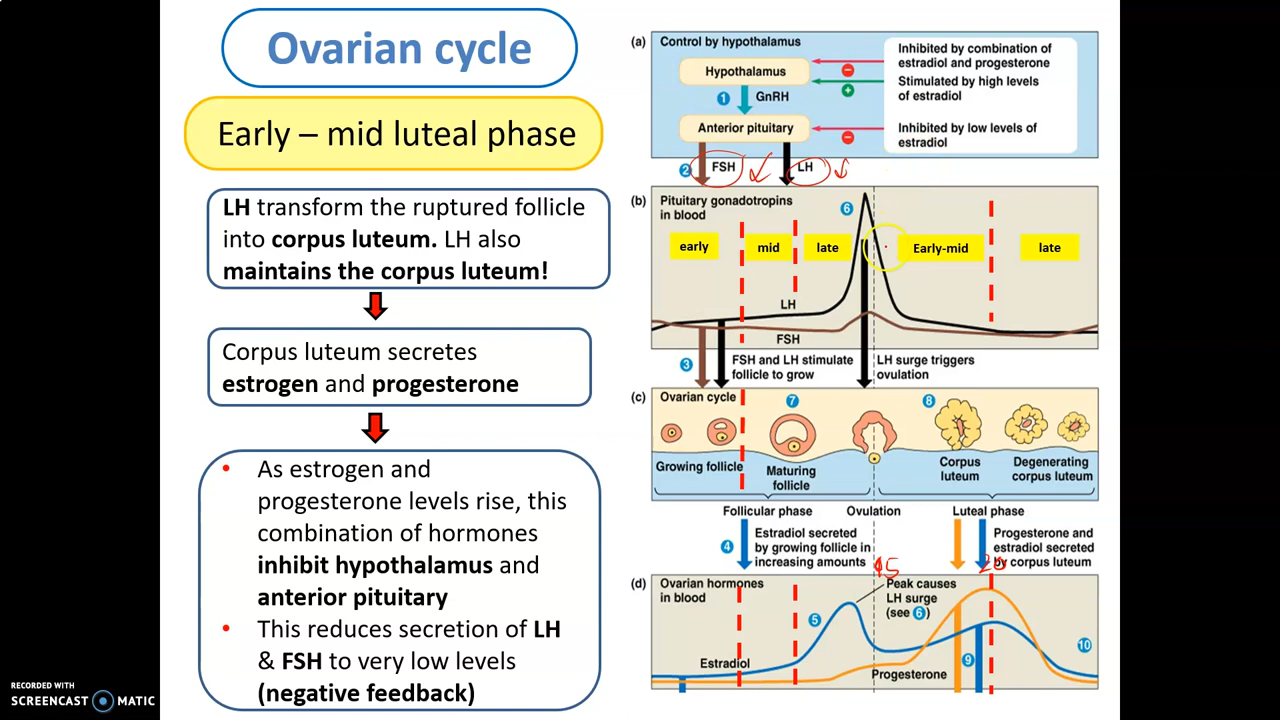 Ovarian cycle
Early – mid luteal phase
LH transform the ruptured follicle
into corpus luteum. LH also
maintains the corpus luteum!
Corpus luteum secretes
estrogen and progesterone
• As estrogen and
progesterone levels rise, this
combination of hormones
inhibit hypothalamus and
anterior pituitary
• This reduces secretion of LH
& FSH to very low levels
(negative feedback)
(a) Control by hypothalamus
Inhibited by combination of
estradiol and progesterone
Hypothalamus
Stimulated by high levels
of estradiol
1 GnRH
Anterior pituitary
Inhibited by low levels of
estradiol
2 FSH
LH
(b) Pituitary gonadotropins
in blood
6
early
mid
late
Early-mid
late
LH
FSH
3 FSH and LH stimulate
follicle to grow
LH surge triggers
ovulation
(c) Ovarian cycle
7
8
Growing follicle
Maturing
follicle
Corpus
luteum
Degenerating
corpus luteum
Follicular phase
Ovulation
Luteal phase
4 Estradiol secreted
by growing follicle in
increasing amounts
Progesterone and
estradiol secreted
by corpus luteum
15
20
(d) Ovarian hormones
in blood
Peak causes
LH surge
(see 6)
5
10
9
Estradiol
Progesterone
RECORDED WITH
SCREENCAST MATIC